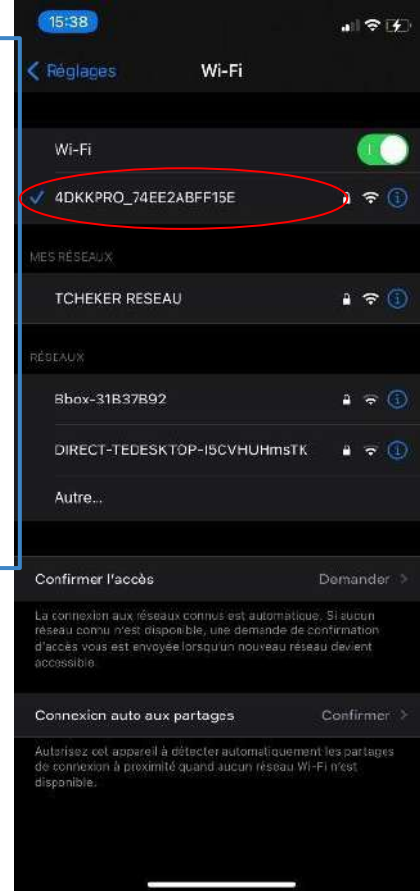 15:38
Réglages
Wi-Fi
Wi-Fi
4DKKPRO_74EE2ABFF15E
MES RÉSEAUX
TCHEKER RESEAU
RÉSEAUX
Bbox-31B37B92
DIRECT-TEDESKTOP-I5CVHUHmsTK
Autre...
Confirmer l'accès
Demander
La connexion aux réseaux connus est automatique. Si aucun
réseau connu n'est disponible, une demande de confirmation
d'accès vous est envoyée lorsqu'un nouveau réseau devient
accessible.
Connexion auto aux partages
Confirmer
Autorisez cet appareil à détecter automatiquement les partages
de connexion à proximité quand aucun réseau Wi-Fi n'est
disponible.